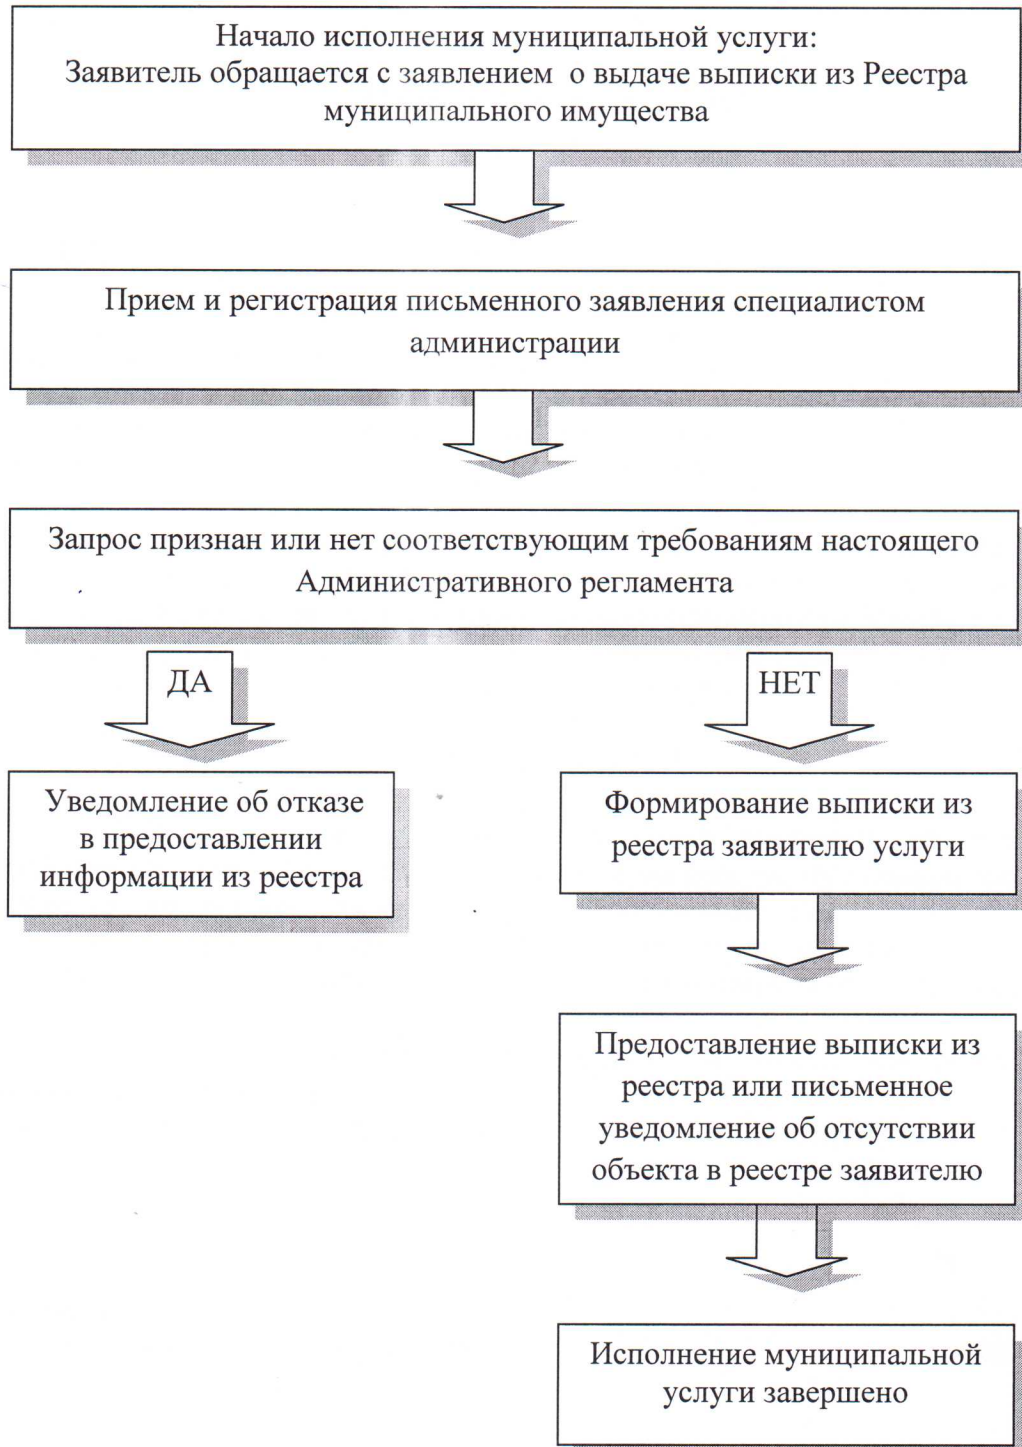 Начало исполнения муниципальной услуги:
Заявитель обращается с заявлением о выдаче выписки из Реестра
муниципального имущества
Прием и регистрация письменного заявления специалистом
администрации
Запрос признан или нет соответствующим требованиям настоящего
Административного регламента
ДА
НЕТ
Уведомление об отказе
в предоставлении
информации из реестра
Формирование выписки из
реестра заявителю услуги
Предоставление выписки из
реестра или письменное
уведомление об отсутствии
объекта в реестре заявителю
Исполнение муниципальной
услуги завершено